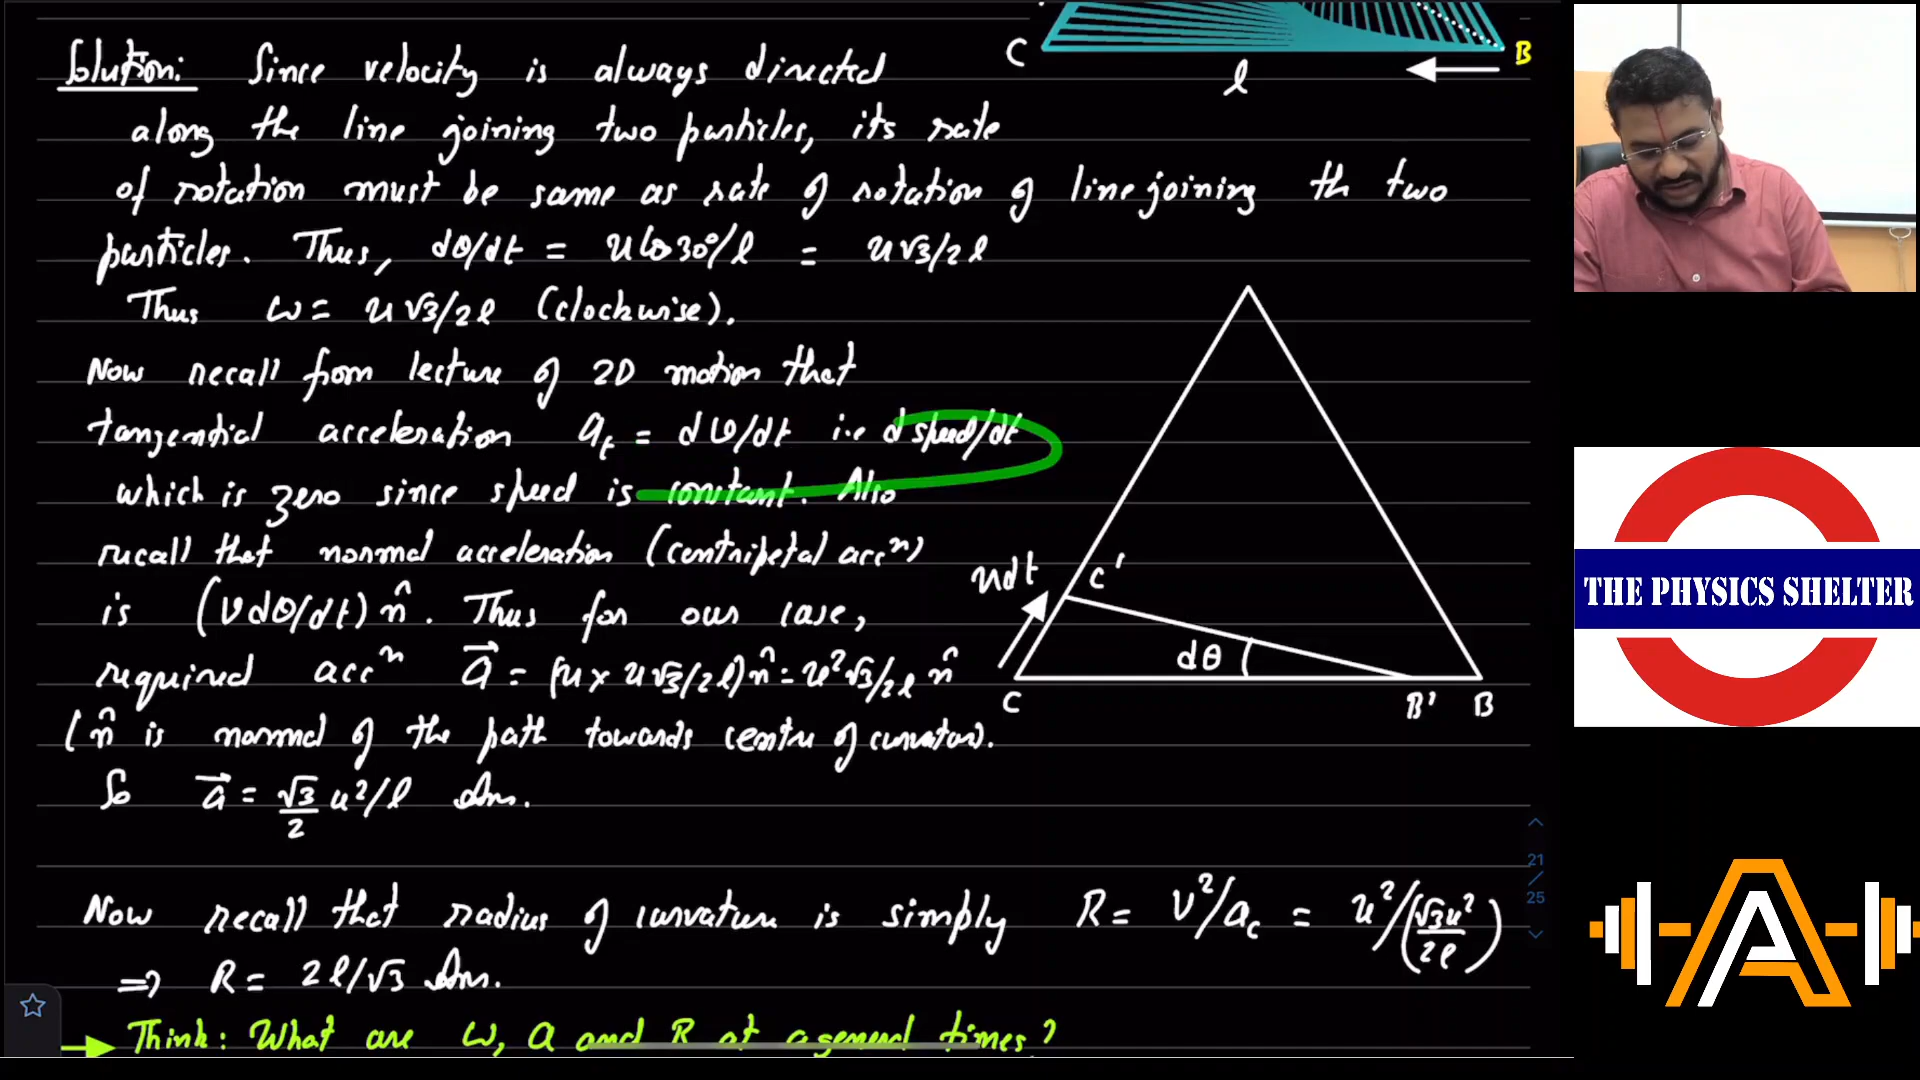 C
l
B
Solution: Since velocity is always directed
along the line joining two particles, its rate
of rotation must be same as rate of rotation of line joining th two
particles. Thus, dθ/dt = u cos30°/l = u√3/2l
Thus ω = u√3/2l (clockwise).
Now recall from lecture of 2D motion that
tangential acceleration a_t = dv/dt i.e d speed/dt
which is zero since speed is constant. Also
recall that normal acceleration (centripetal accⁿ)
is (vdθ/dt) n̂. Thus for our case,
required accⁿ a⃗ = (u × u√3/2l) n̂ = u²√3/2l n̂
( n̂ is normal of the path towards centre of curvature).
So a⃗ = √3/2 u²/l Ans.
udt
C'
dθ
C
B'
B
Now recall that radius of curvature is simply R = v²/a_c = u²/(√3u²/2l)
⇒ R = 2l/√3 Ans.
Think: What are ω, a and R at a general times?
21
/
25
THE PHYSICS SHELTER